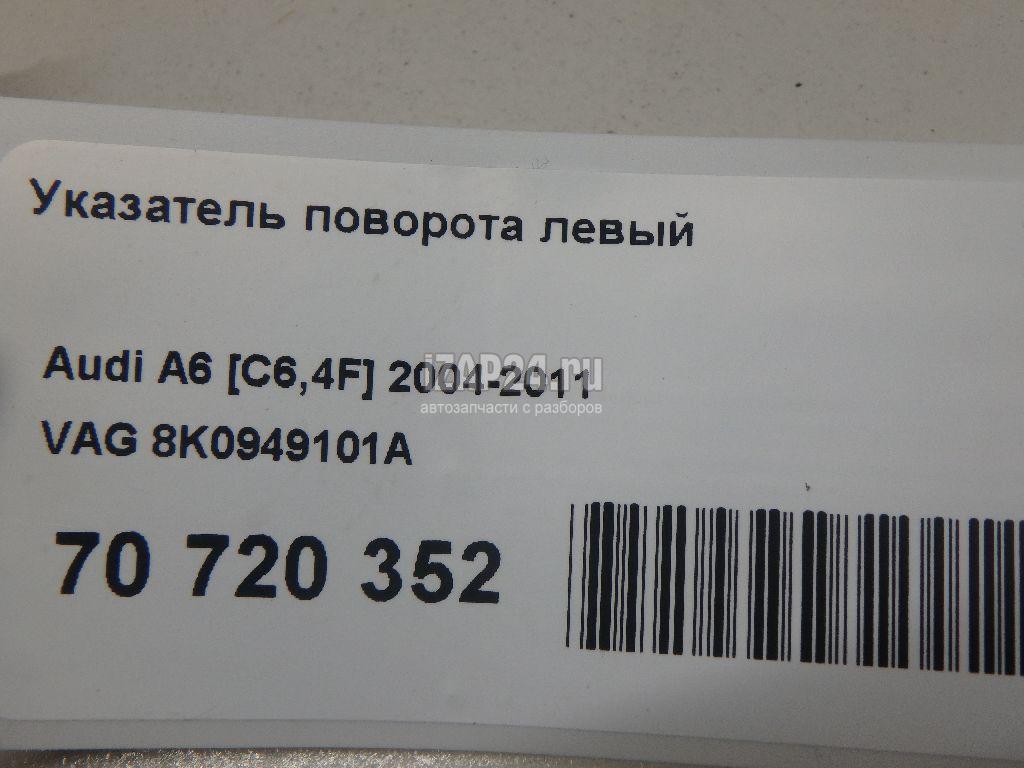 Указатель поворота левый
Audi A6 [C6,4F] 2004-2011
iZAP24.ru
автозапчасти с разборов
VAG 8K0949101A
70 720 352